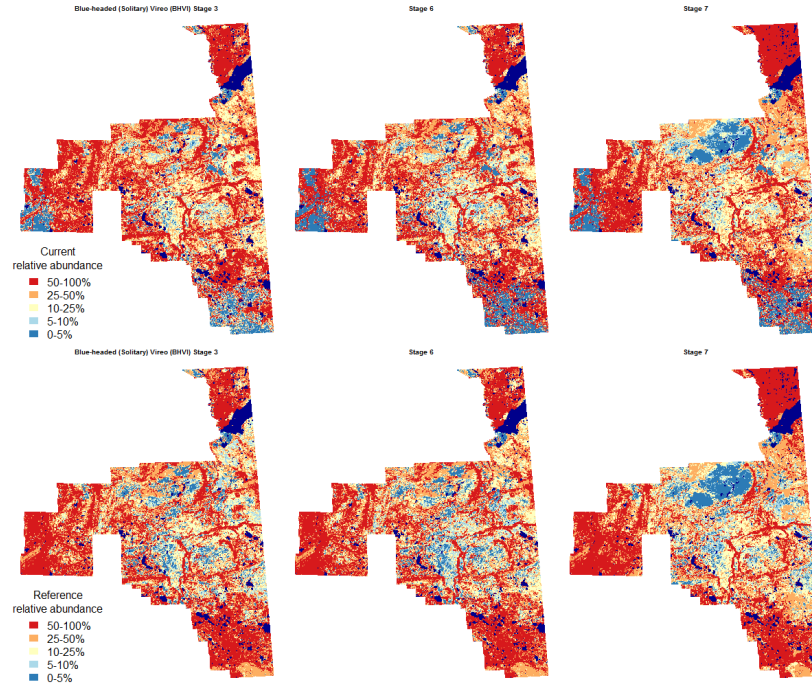 Blue-headed (Solitary) Vireo (BHVI) Stage 3
Stage 6
Stage 7
Current
relative abundance
50-100%
25-50%
10-25%
5-10%
0-5%
Blue-headed (Solitary) Vireo (BHVI) Stage 3
Stage 6
Stage 7
Reference
relative abundance
50-100%
25-50%
10-25%
5-10%
0-5%